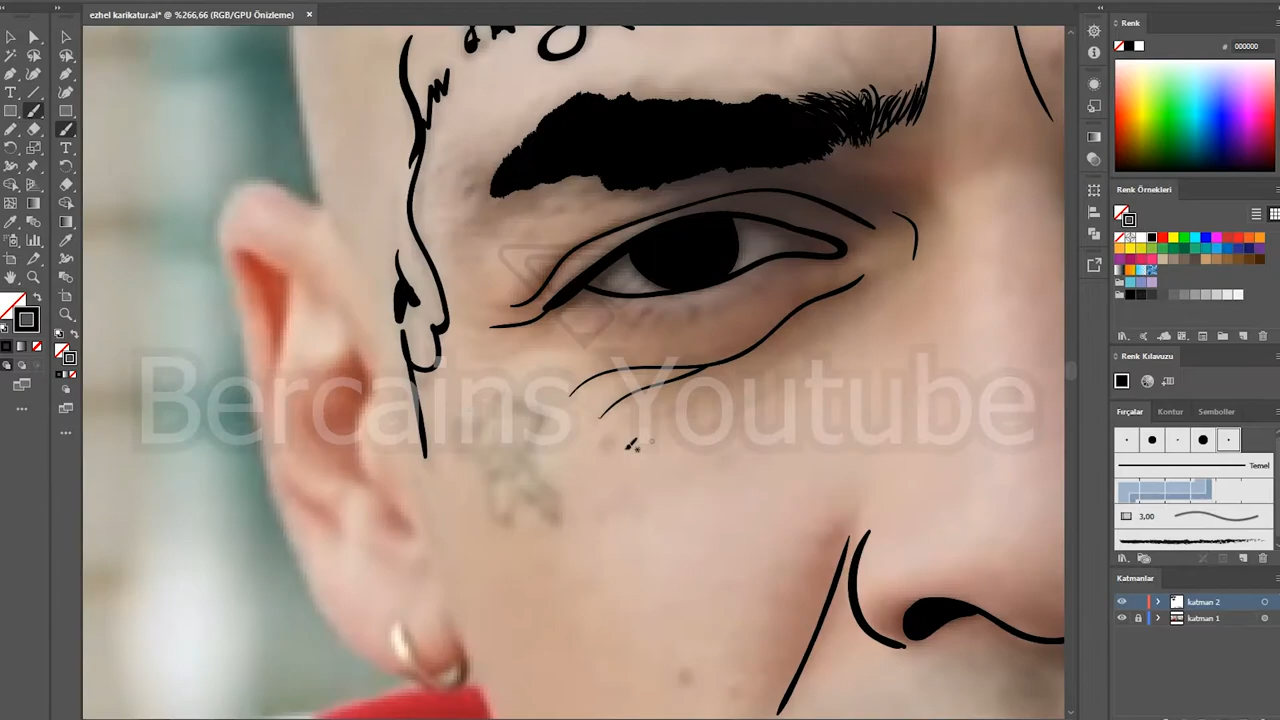 ezhel karikatur.ai* @ %266,66 (RGB/GPU Önizleme)
Renk
# 000000
Renk Örnekleri
Renk Kılavuzu
Fırçalar Kontur Semboller
Temel
3,00
Katmanlar
katman 2
katman 1
Bercains Youtube